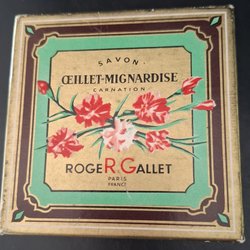 SAVON.
ŒILLET-MIGNARDISE
CARNATION
ROGER.GALLET
PARIS
FRANCE